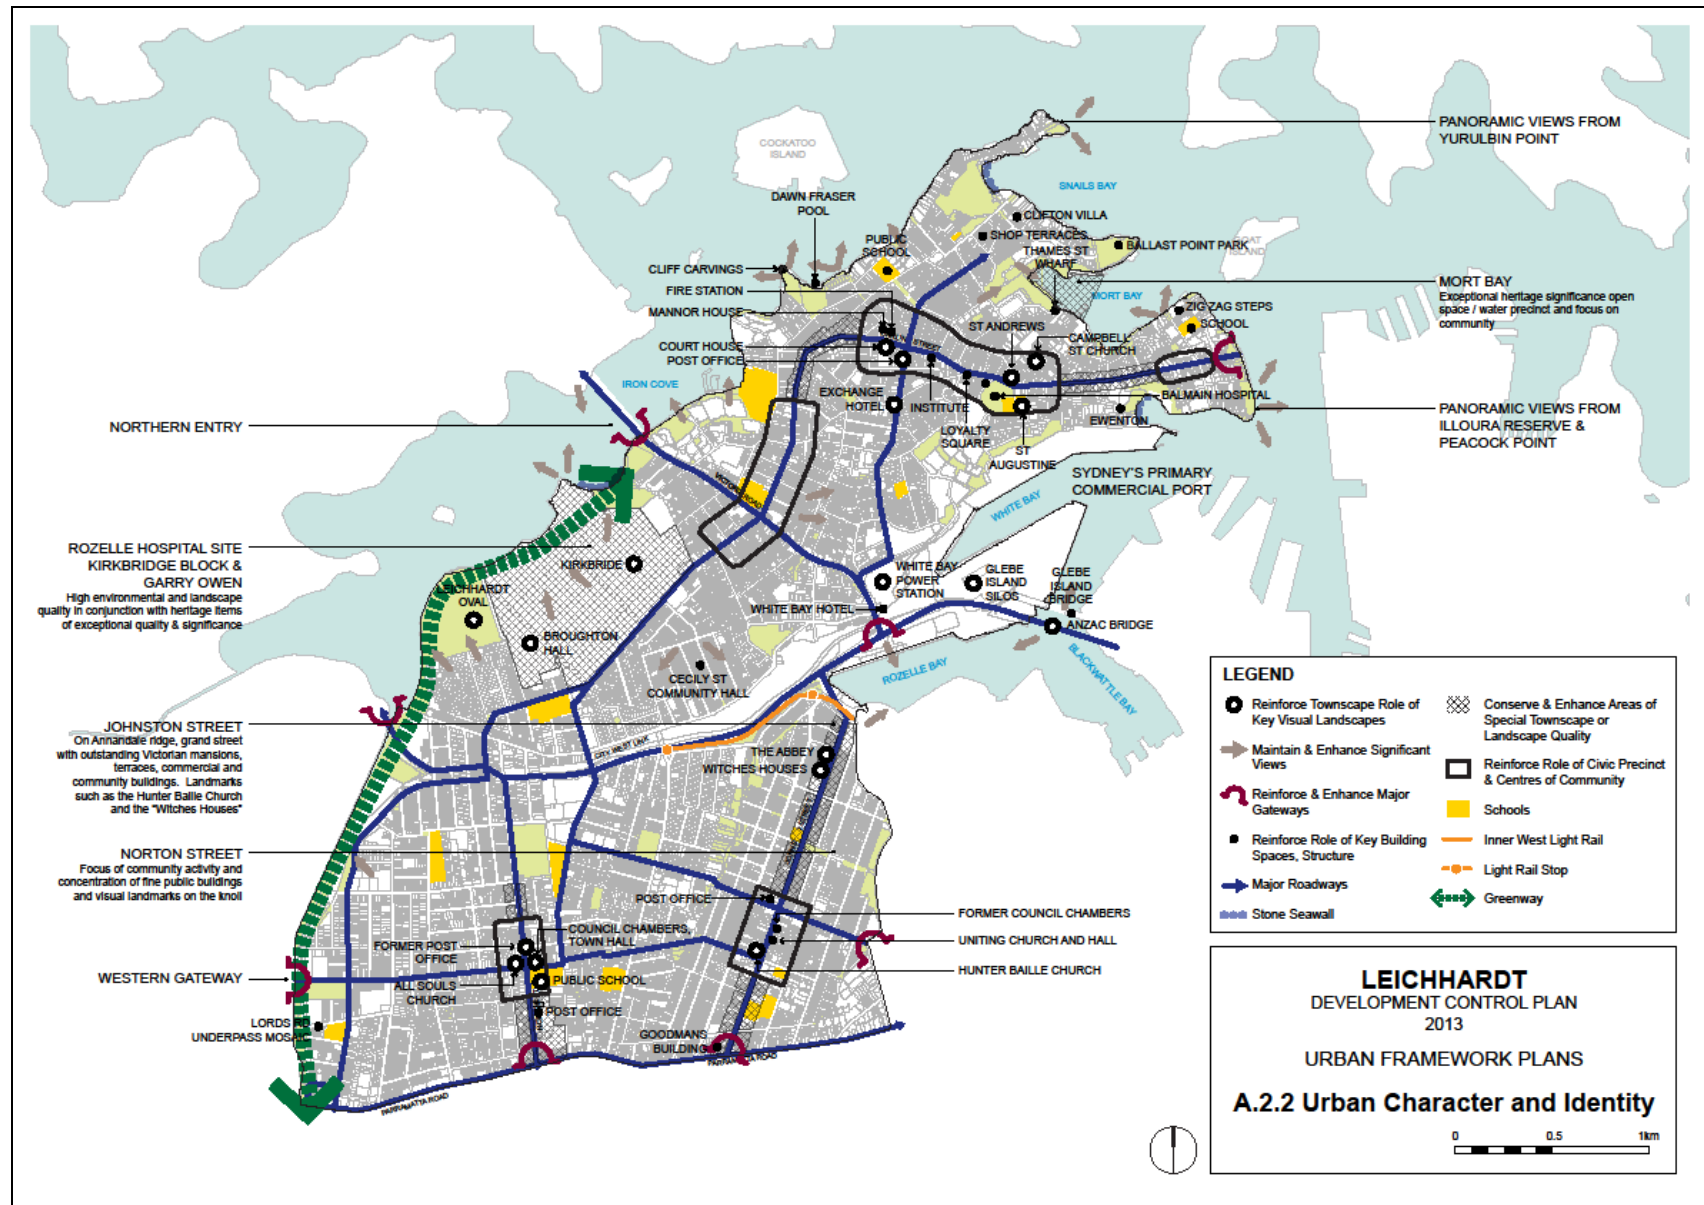 COCKATOO
ISLAND
PANORAMIC VIEWS FROM
YURULBIN POINT
DAWN FRASER
POOL
SNAILS BAY
CLIFTON VILLA
SHOP TERRACES
PUBLIC
SCHOOL
THAMES ST
WHARF
BALLAST POINT PARK
GOAT
ISLAND
CLIFF CARVINGS
FIRE STATION
MANNOR HOUSE
COURT HOUSE
POST OFFICE
MORT BAY
Exceptional heritage significance open
space / water precinct and focus on
community
MORT BAY
ZIG ZAG STEPS
SCHOOL
ST ANDREWS
CAMPBELL
ST CHURCH
STREET
IRON COVE
EXCHANGE
HOTEL
INSTITUTE
LOYALTY
SQUARE
BALMAIN HOSPITAL
EWENTON
ST
AUGUSTINE
PANORAMIC VIEWS FROM
ILLOURA RESERVE &
PEACOCK POINT
NORTHERN ENTRY
SYDNEY'S PRIMARY
COMMERCIAL PORT
VICTORIA ROAD
WHITE BAY
ROZELLE HOSPITAL SITE
KIRKBRIDGE BLOCK &
GARRY OWEN
High environmental and landscape
quality in conjunction with heritage items
of exceptional quality & significance
KIRKBRIDE
LEICHHARDT
OVAL
BROUGHTON
HALL
WHITE BAY
POWER
STATION
GLEBE
ISLAND
SILOS
GLEBE
ISLAND
BRIDGE
WHITE BAY HOTEL
ANZAC BRIDGE
ROZELLE BAY
BLACKWATTLE BAY
CECILY ST
COMMUNITY HALL
JOHNSTON STREET
On Annandale ridge, grand street
with outstanding Victorian mansions,
terraces, commercial and
community buildings. Landmarks
such as the Hunter Baille Church
and the "Witches Houses"
CITY WEST LINK
THE ABBEY
WITCHES HOUSES
NORTON STREET
Focus of community activity and
concentration of fine public buildings
and visual landmarks on the knoll
POST OFFICE
FORMER COUNCIL CHAMBERS
UNITING CHURCH AND HALL
HUNTER BAILLE CHURCH
COUNCIL CHAMBERS,
TOWN HALL
FORMER POST
OFFICE
WESTERN GATEWAY
ALL SOULS
CHURCH
PUBLIC SCHOOL
POST OFFICE
LORDS RD
UNDERPASS MOSAIC
GOODMANS
BUILDING
PARRAMATTA ROAD
PARRAMATTA ROAD
LEGEND
Reinforce Townscape Role of
Key Visual Landscapes
Maintain & Enhance Significant
Views
Reinforce & Enhance Major
Gateways
Reinforce Role of Key Building
Spaces, Structure
Major Roadways
Stone Seawall
Conserve & Enhance Areas of
Special Townscape or
Landscape Quality
Reinforce Role of Civic Precinct
& Centres of Community
Schools
Inner West Light Rail
Light Rail Stop
Greenway
LEICHHARDT
DEVELOPMENT CONTROL PLAN
2013
URBAN FRAMEWORK PLANS
A.2.2 Urban Character and Identity
0 0.5 1km